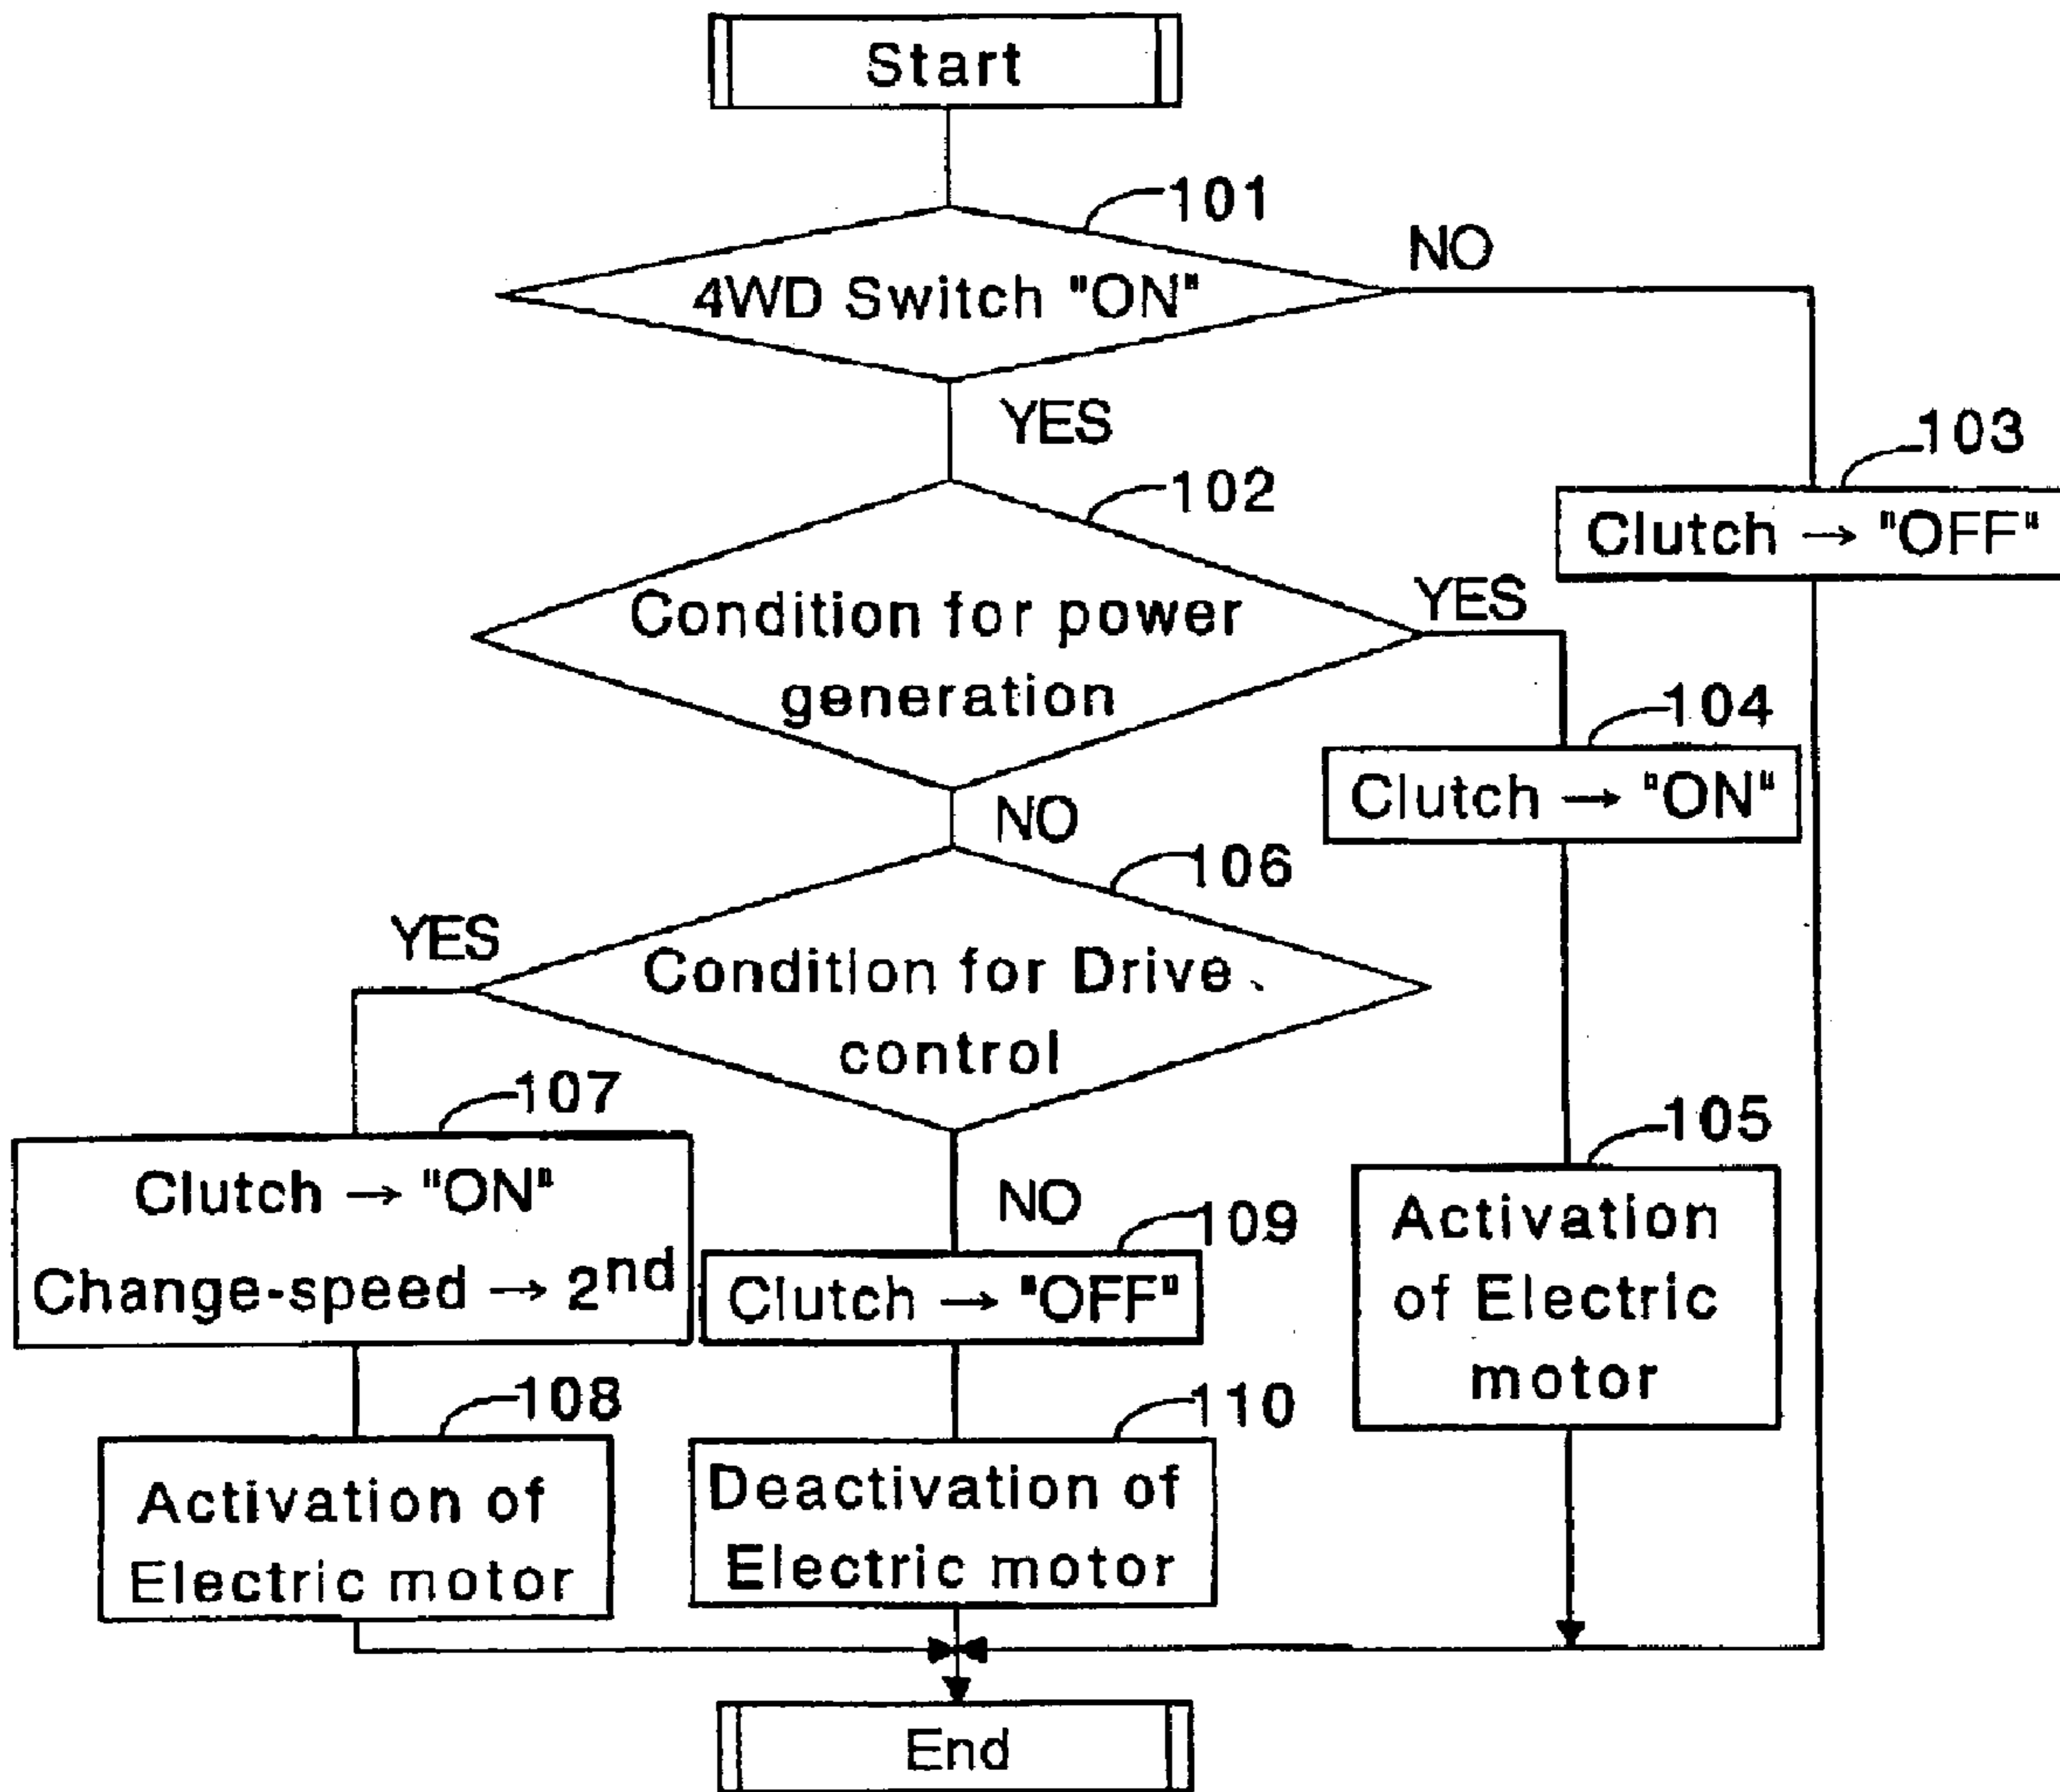 Start
101
4WD Switch "ON"
NO
YES
102
103
Clutch → "OFF"
Condition for power
generation
YES
104
Clutch → "ON"
NO
106
YES
Condition for Drive
control
107
Clutch → "ON"
Change-speed → 2nd
NO
109
Clutch → "OFF"
105
Activation
of Electric
motor
108
Activation of
Electric motor
110
Deactivation of
Electric motor
End